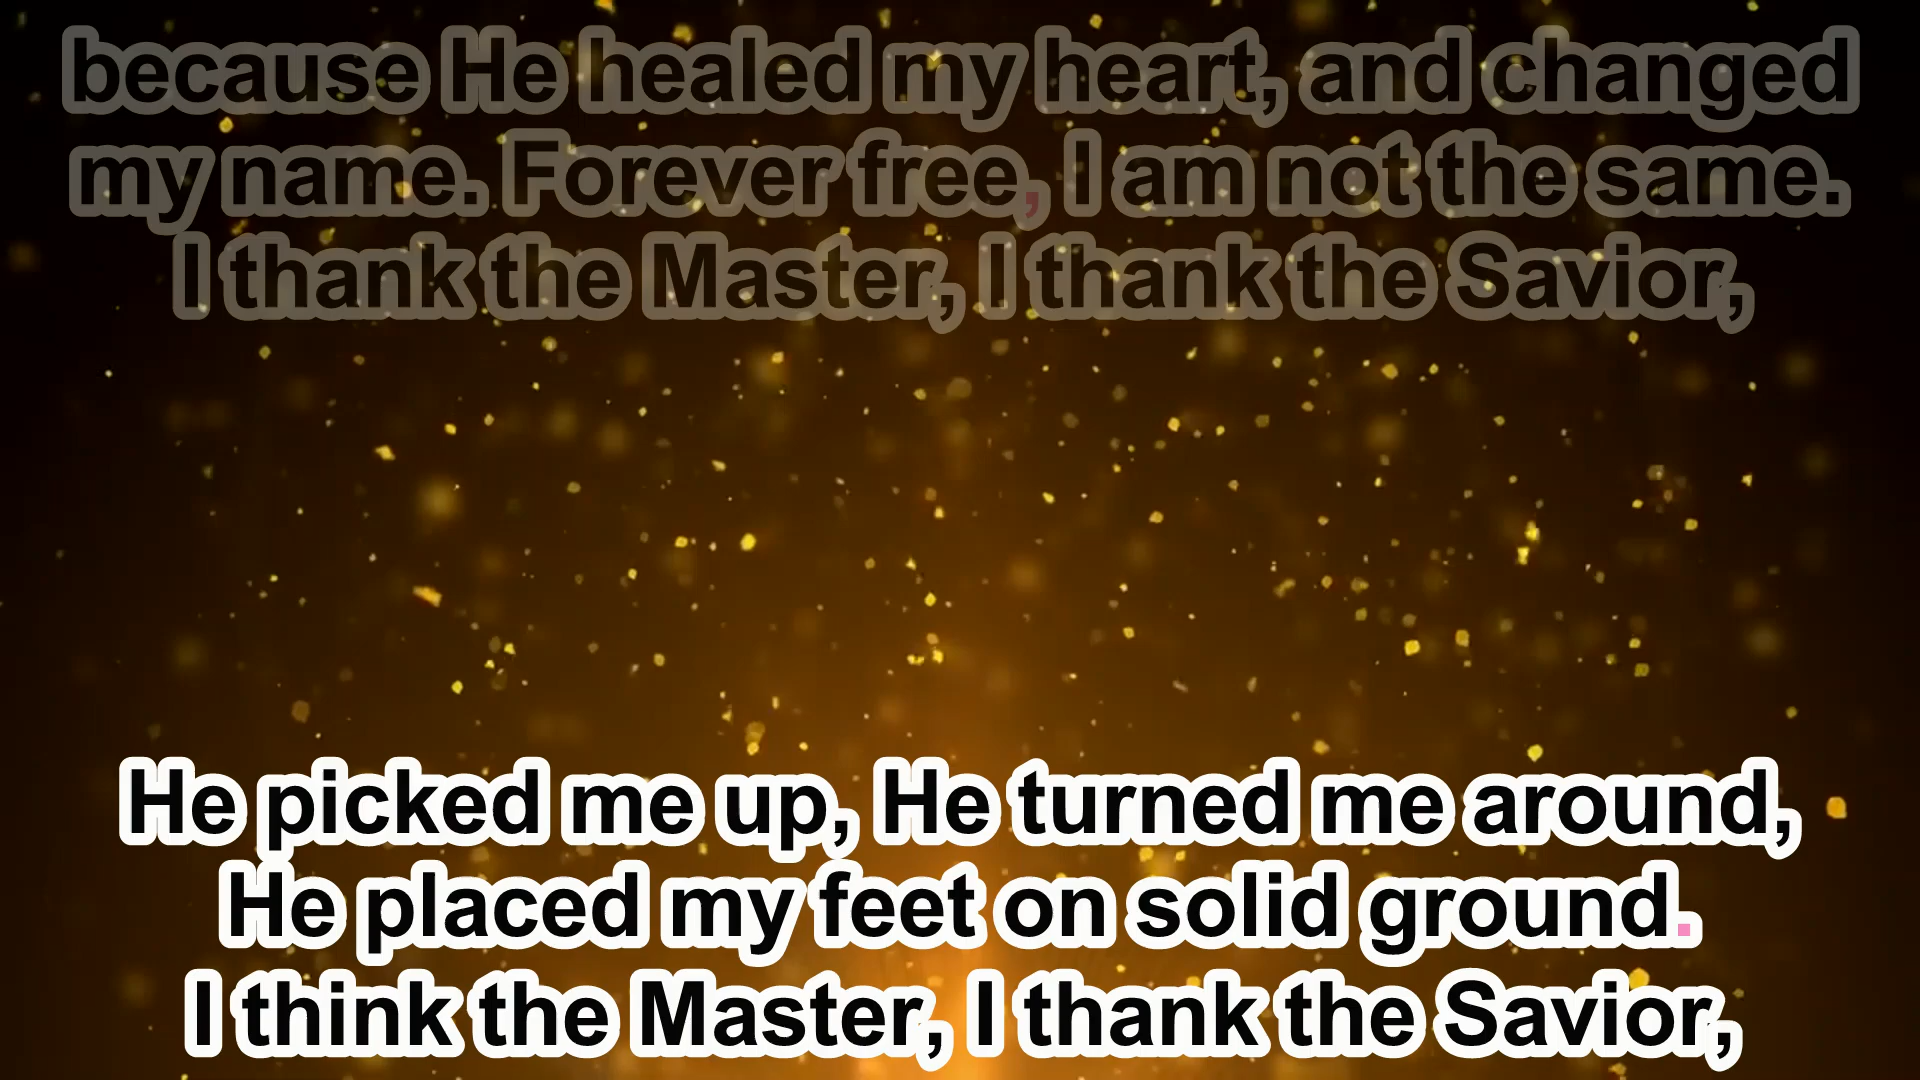 because He healed my heart, and changed
my name. Forever free, I am not the same.
I thank the Master, I thank the Savior,
He picked me up, He turned me around,
He placed my feet on solid ground.
I think the Master, I thank the Savior,